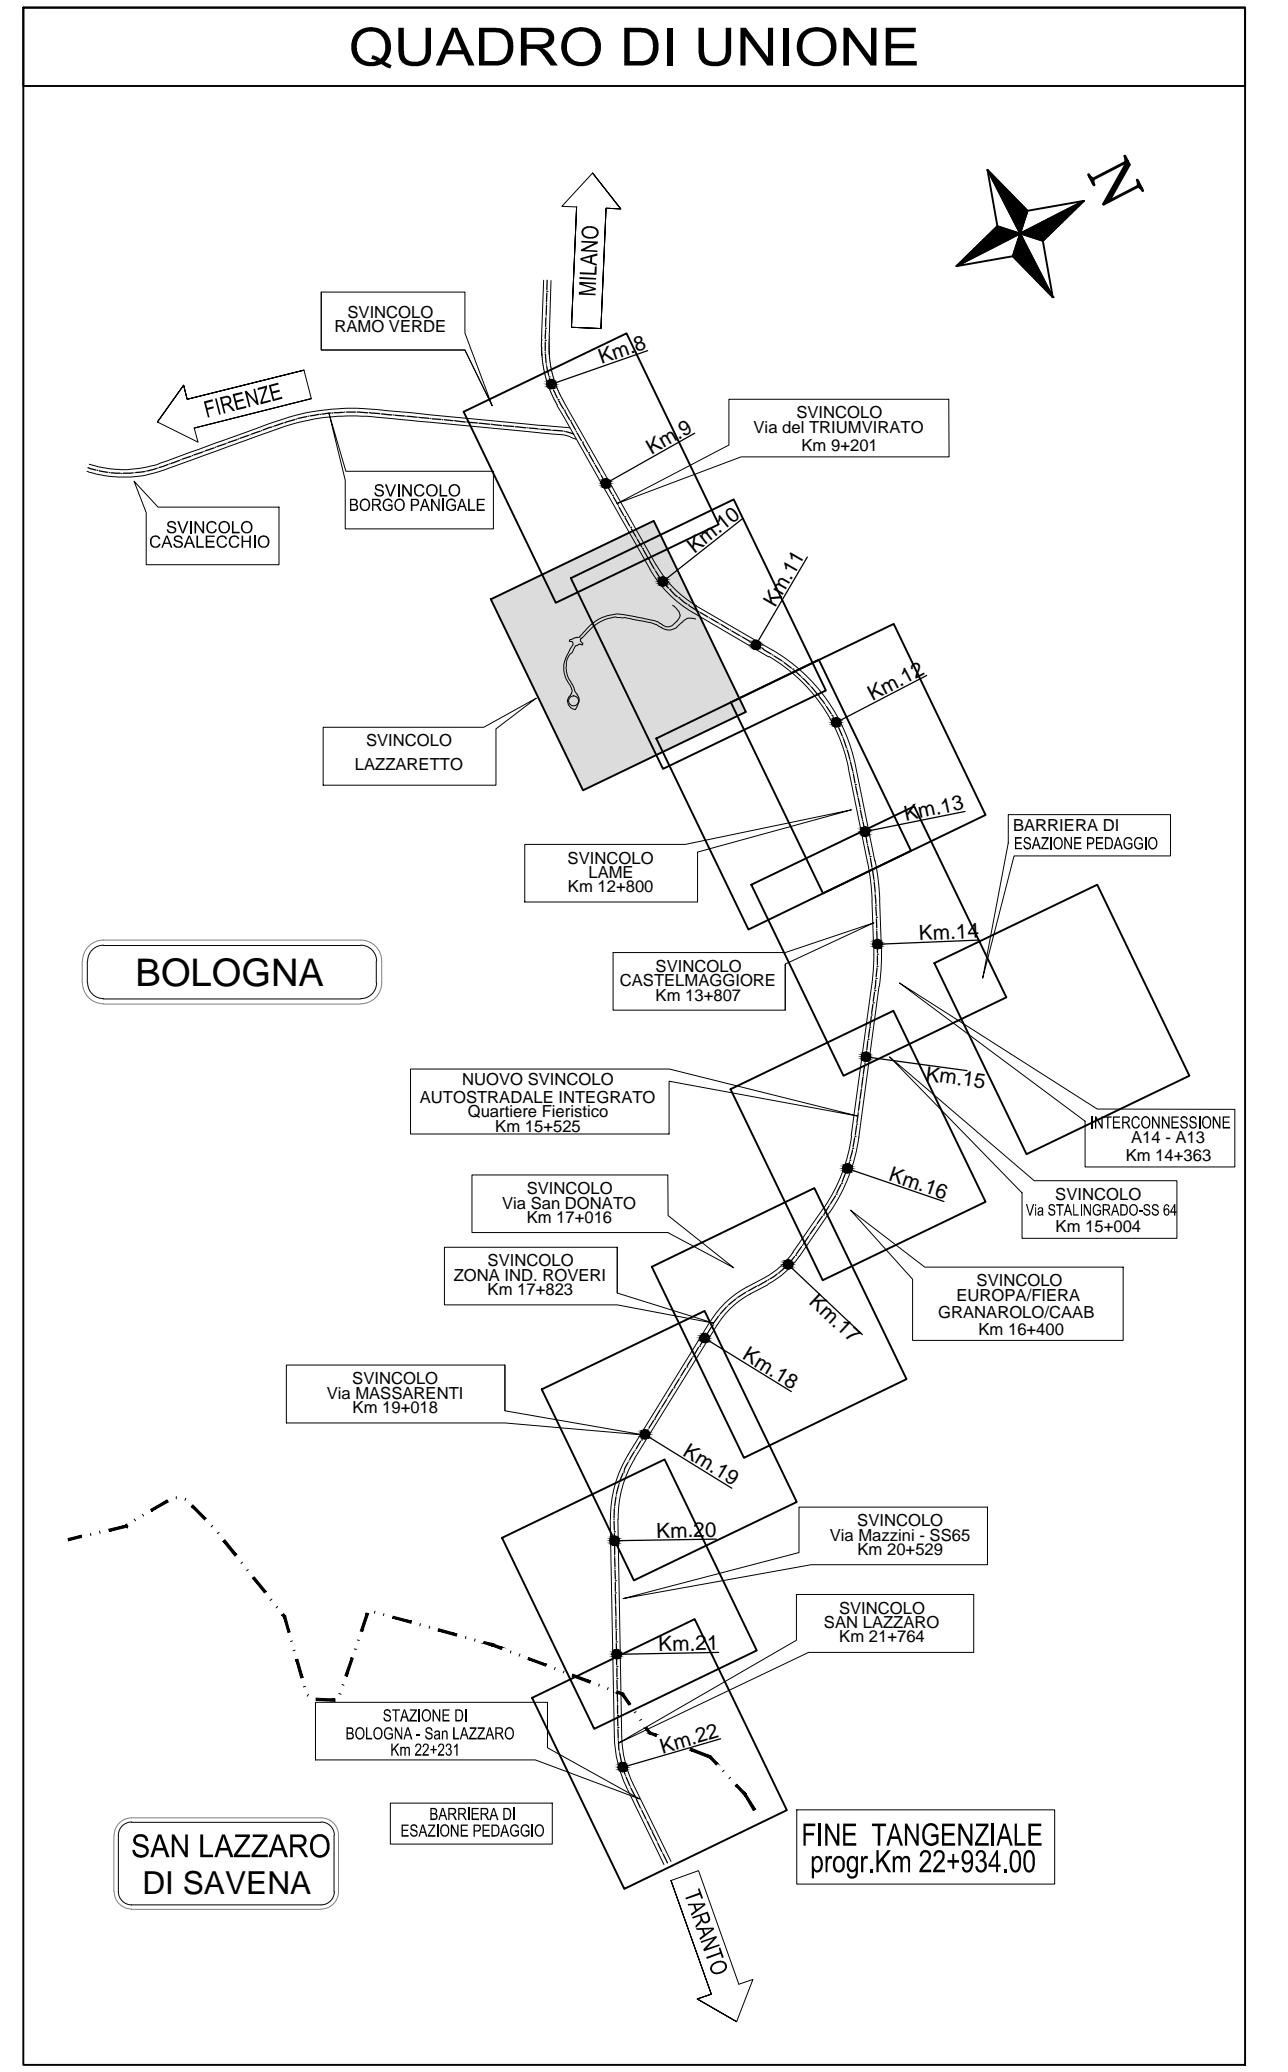 QUADRO DI UNIONE
N
MILANO
SVINCOLO
RAMO VERDE
Km.8
FIRENZE
SVINCOLO
Via del TRIUMVIRATO
Km 9+201
Km.9
SVINCOLO
BORGO PANIGALE
SVINCOLO
CASALECCHIO
Km.10
Km.11
Km.12
SVINCOLO
LAZZARETTO
Km.13
BARRIERA DI
ESAZIONE PEDAGGIO
SVINCOLO
LAME
Km 12+800
Km.14
BOLOGNA
SVINCOLO
CASTELMAGGIORE
Km 13+807
Km.15
NUOVO SVINCOLO
AUTOSTRADALE INTEGRATO
Quartiere Fieristico
Km 15+525
INTERCONNESSIONE
A14 - A13
Km 14+363
Km.16
SVINCOLO
Via San DONATO
Km 17+016
SVINCOLO
Via STALINGRADO-SS 64
Km 15+004
SVINCOLO
ZONA IND. ROVERI
Km 17+823
SVINCOLO
EUROPA/FIERA
GRANAROLO/CAAB
Km 16+400
Km.17
Km.18
SVINCOLO
Via MASSARENTI
Km 19+018
Km.19
Km.20
SVINCOLO
Via Mazzini - SS65
Km 20+529
SVINCOLO
SAN LAZZARO
Km 21+764
Km.21
STAZIONE DI
BOLOGNA - San LAZZARO
Km 22+231
Km.22
BARRIERA DI
ESAZIONE PEDAGGIO
SAN LAZZARO
DI SAVENA
FINE TANGENZIALE
progr.Km 22+934.00
TARANTO